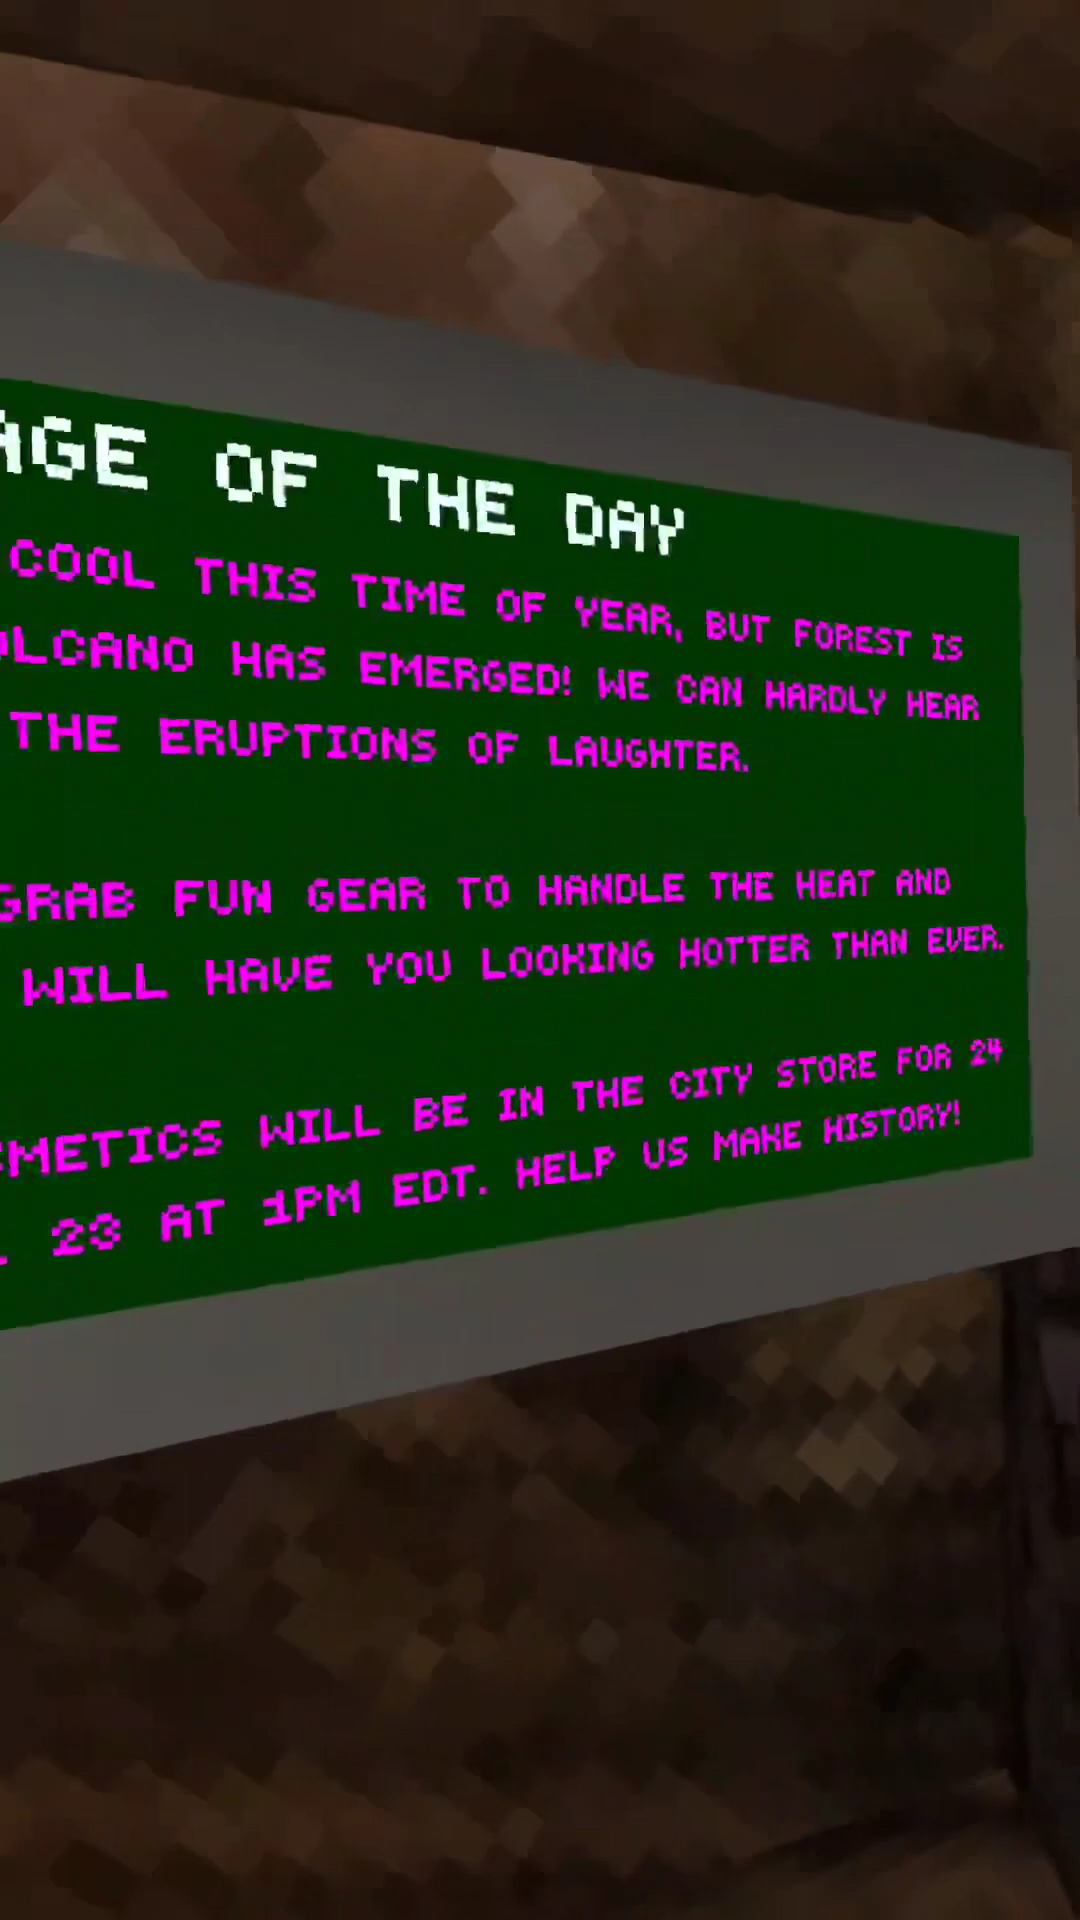 OF THE DAY
COOL THIS TIME OF YEAR, BUT FOREST IS
HAS EMERGED! WE CAN HARDLY HEAR
THE ERUPTIONS OF LAUGHTER.
GRAB FUN GEAR TO HANDLE THE HEAT AND
WILL HAVE YOU LOOKING HOTTER THAN EVER.
WILL BE IN THE CITY STORE FOR 24
23 AT 1PM EDT. HELP US MAKE HISTORY!